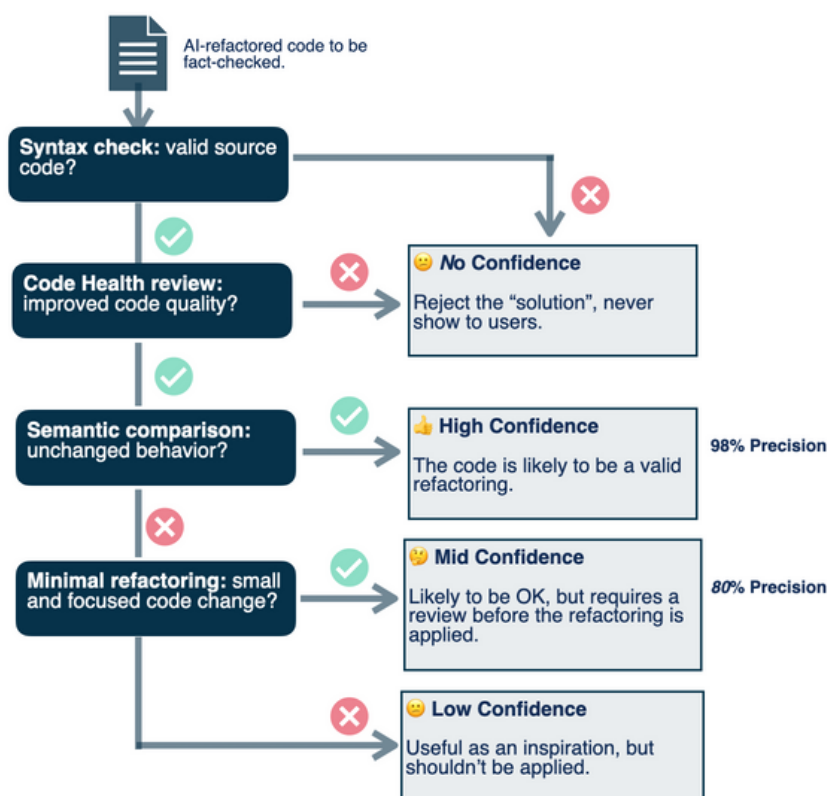 AI-refactored code to be
fact-checked.
Syntax check: valid source
code?
Code Health review:
improved code quality?
😕 No Confidence
Reject the “solution”, never
show to users.
Semantic comparison:
unchanged behavior?
👍 High Confidence
The code is likely to be a valid
refactoring.
98% Precision
Minimal refactoring: small
and focused code change?
🤔 Mid Confidence
Likely to be OK, but requires a
review before the refactoring is
applied.
80% Precision
😕 Low Confidence
Useful as an inspiration, but
shouldn’t be applied.